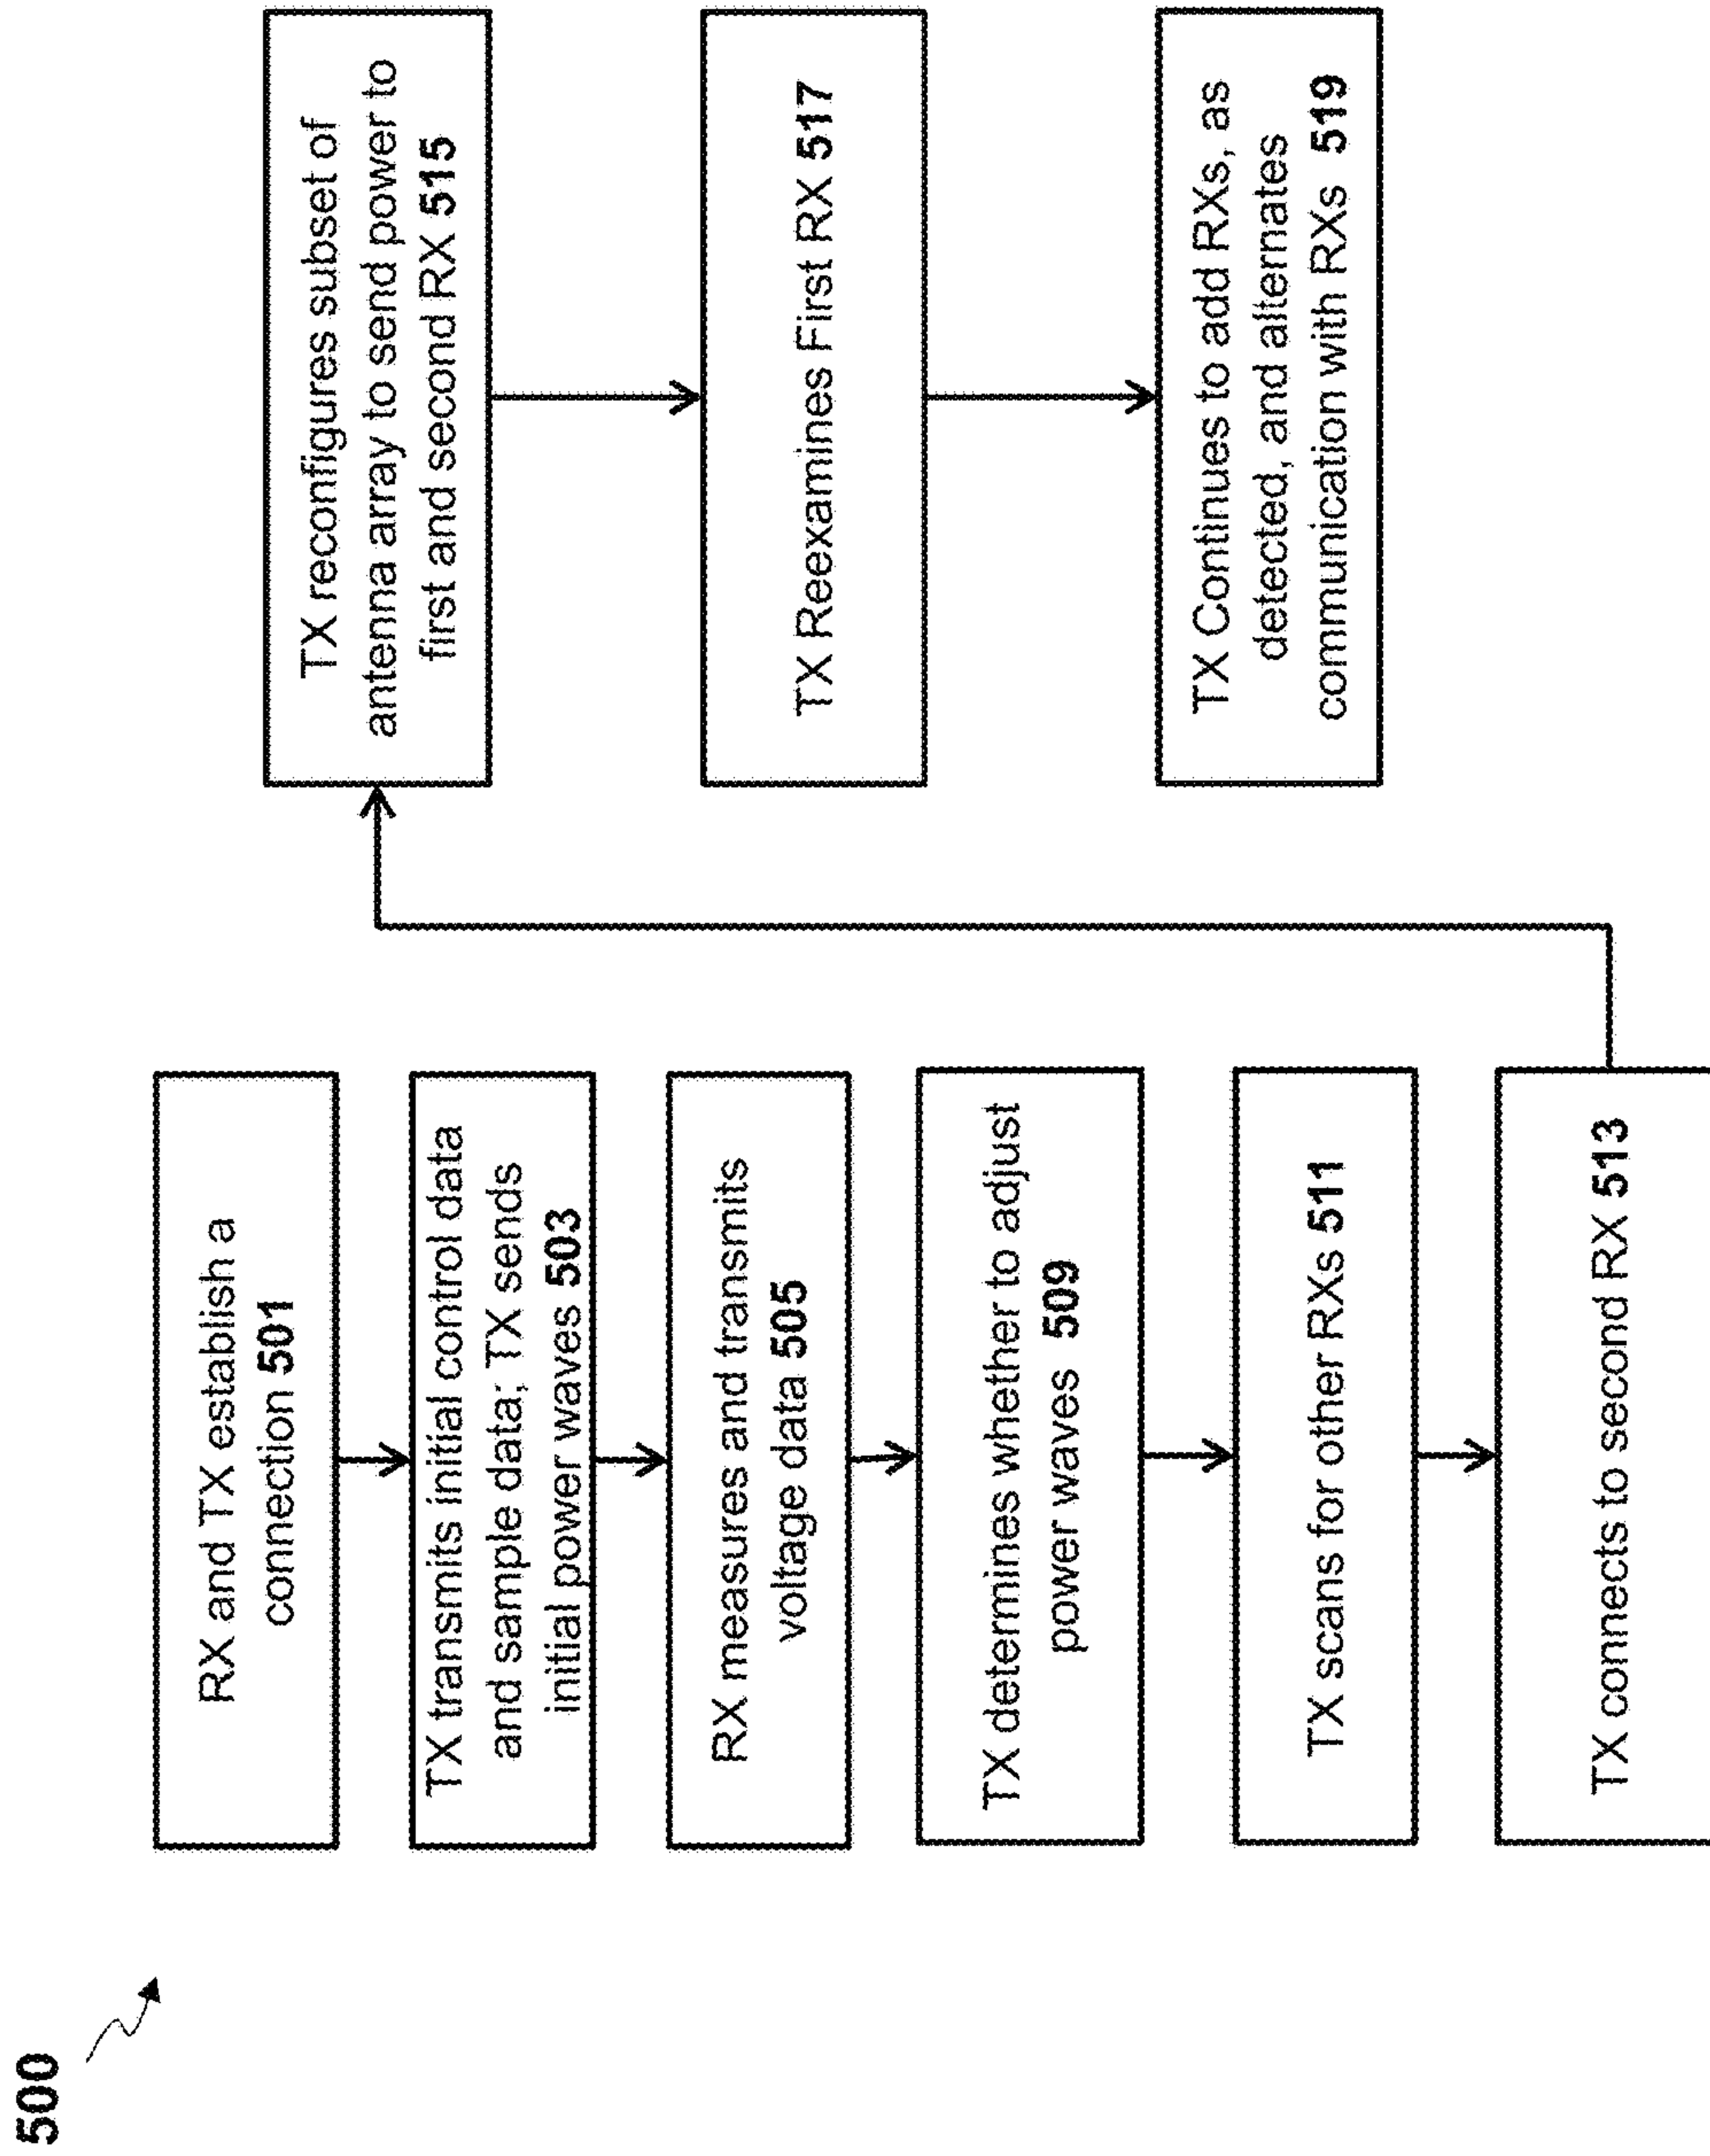 500
RX and TX establish a
connection 501
TX transmits initial control data
and sample data; TX sends
initial power waves 503
RX measures and transmits
voltage data 505
TX determines whether to adjust
power waves 509
TX scans for other RXs 511
TX connects to second RX 513
TX reconfigures subset of
antenna array to send power to
first and second RX 515
TX Reexamines First RX 517
TX Continues to add RXs, as
detected, and alternates
communication with RXs 519